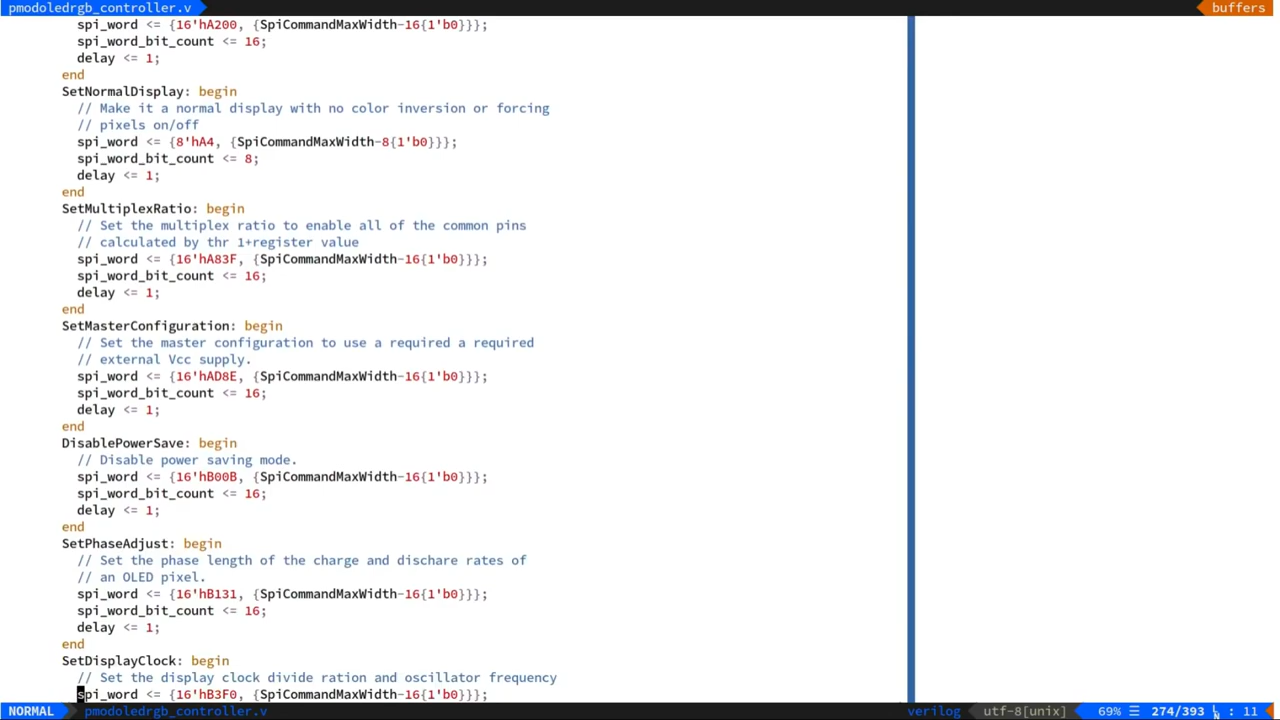 pmodoledrgb_controller.v
buffers
spi_word <= {16'hA200, {SpiCommandMaxWidth-16{1'b0}}};
spi_word_bit_count <= 16;
delay <= 1;
end
SetNormalDisplay: begin
// Make it a normal display with no color inversion or forcing
// pixels on/off
spi_word <= {8'hA4, {SpiCommandMaxWidth-8{1'b0}}};
spi_word_bit_count <= 8;
delay <= 1;
end
SetMultiplexRatio: begin
// Set the multiplex ratio to enable all of the common pins
// calculated by thr 1+register value
spi_word <= {16'hA83F, {SpiCommandMaxWidth-16{1'b0}}};
spi_word_bit_count <= 16;
delay <= 1;
end
SetMasterConfiguration: begin
// Set the master configuration to use a required a required
// external Vcc supply.
spi_word <= {16'hAD8E, {SpiCommandMaxWidth-16{1'b0}}};
spi_word_bit_count <= 16;
delay <= 1;
end
DisablePowerSave: begin
// Disable power saving mode.
spi_word <= {16'hB00B, {SpiCommandMaxWidth-16{1'b0}}};
spi_word_bit_count <= 16;
delay <= 1;
end
SetPhaseAdjust: begin
// Set the phase length of the charge and dischare rates of
// an OLED pixel.
spi_word <= {16'hB131, {SpiCommandMaxWidth-16{1'b0}}};
spi_word_bit_count <= 16;
delay <= 1;
end
SetDisplayClock: begin
// Set the display clock divide ration and oscillator frequency
spi_word <= {16'hB3F0, {SpiCommandMaxWidth-16{1'b0}}};
NORMAL pmodoledrgb_controller.v verilog utf-8[unix] 69% ☰ 274/393 : 11